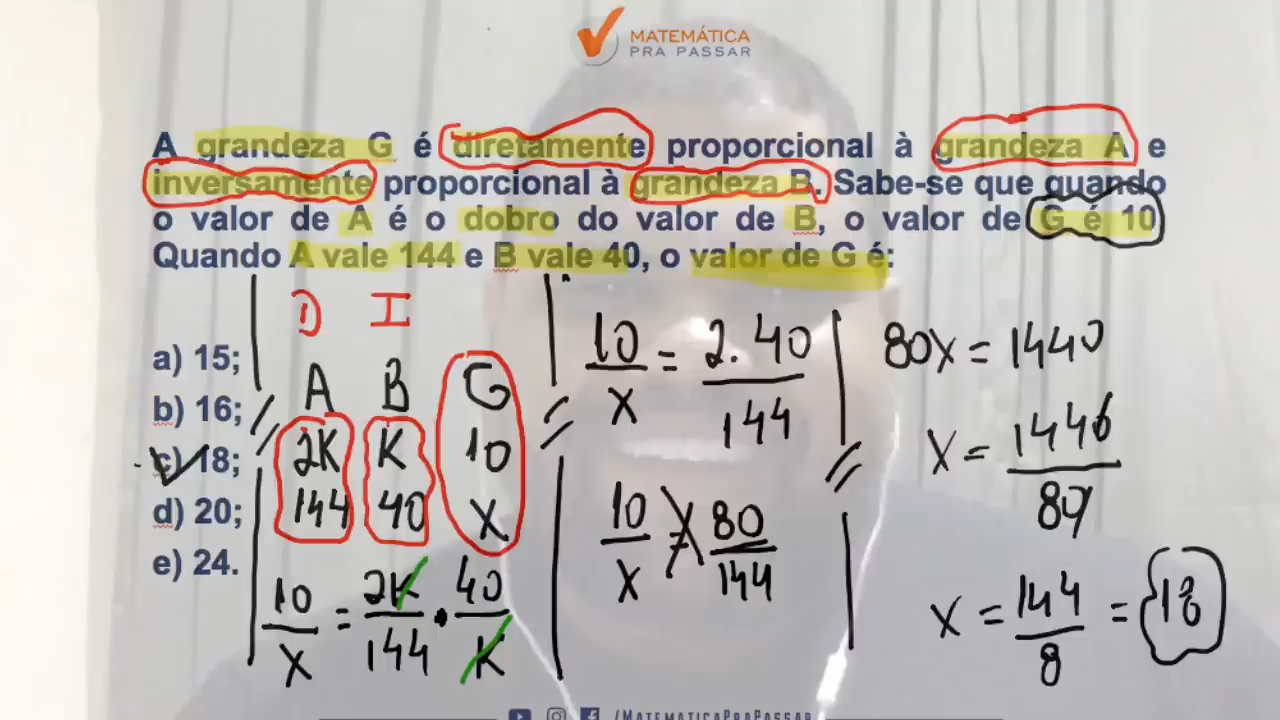 MATEMÁTICA
PRA PASSAR
A grandeza G é diretamente proporcional à grandeza A e
inversamente proporcional à grandeza B. Sabe-se que quando
o valor de A é o dobro do valor de B, o valor de G é 10
Quando A vale 144 e B vale 40, o valor de G é:
a) 15;
b) 16;
c) 18;
d) 20;
e) 24.
D I
A B G
2K K 10
144 40 X
10/X = 2K/144 · 40/K
10/X = 2.40/144
10/X = 80/144
80X = 1440
X = 1440/80
X = 144/8 = 18
/MATEMATICAPRAPASSAR